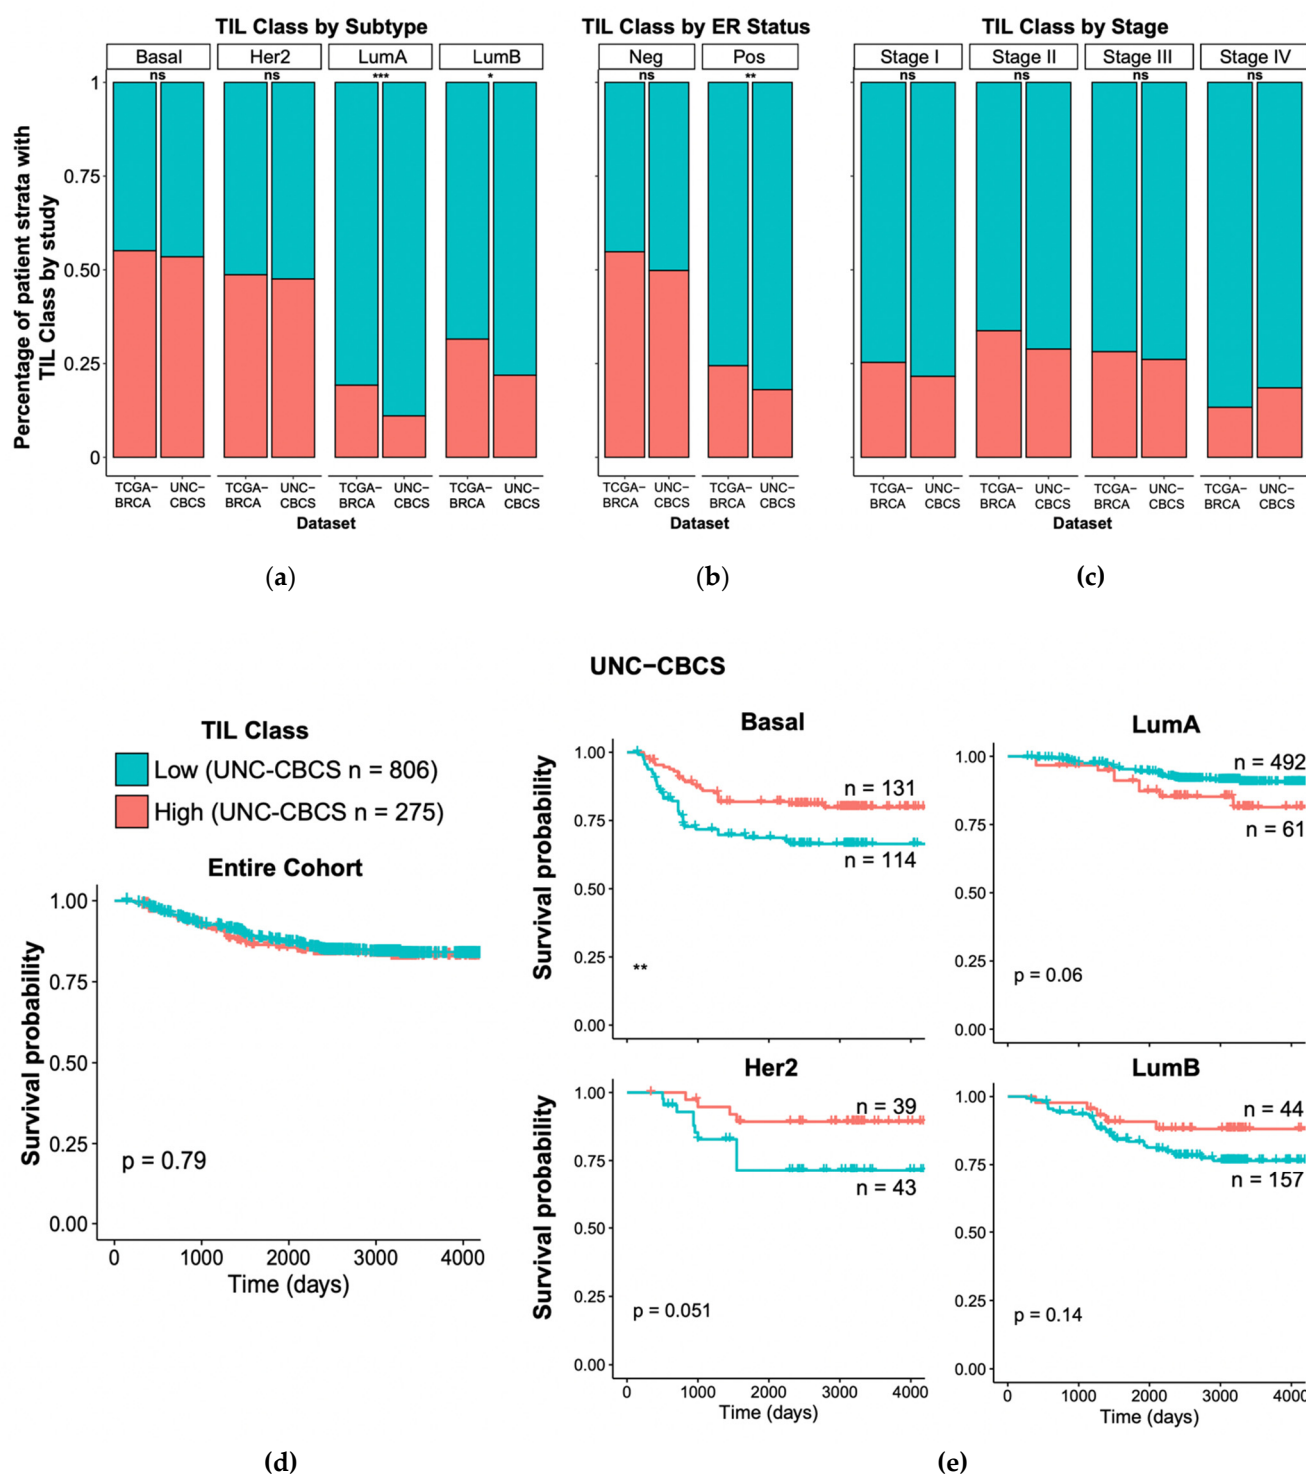 TIL Class by Subtype
Basal
Her2
LumA
LumB
ns
ns
***
*
Percentage of patient strata with
TIL Class by study
1
0.75
0.50
0.25
0
TCGA−
BRCA
UNC−
CBCS
TCGA−
BRCA
UNC−
CBCS
TCGA−
BRCA
UNC−
CBCS
TCGA−
BRCA
UNC−
CBCS
Dataset
(a)
TIL Class by ER Status
Neg
Pos
ns
**
TCGA−
BRCA
UNC−
CBCS
TCGA−
BRCA
UNC−
CBCS
Dataset
(b)
TIL Class by Stage
Stage I
Stage II
Stage III
Stage IV
ns
ns
ns
ns
TCGA−
BRCA
UNC−
CBCS
TCGA−
BRCA
UNC−
CBCS
TCGA−
BRCA
UNC−
CBCS
TCGA−
BRCA
UNC−
CBCS
Dataset
(c)
UNC−CBCS
TIL Class
Low (UNC-CBCS n = 806)
High (UNC-CBCS n = 275)
Entire Cohort
Survival probability
1.00
0.75
0.50
0.25
0.00
p = 0.79
0
1000
2000
3000
4000
Time (days)
(d)
Basal
Survival probability
1.00
0.75
0.50
0.25
0.00
n = 131
n = 114
**
LumA
1.00
0.75
0.50
0.25
0.00
n = 492
n = 61
p = 0.06
Her2
Survival probability
1.00
0.75
0.50
0.25
0.00
n = 39
n = 43
p = 0.051
0
1000
2000
3000
4000
Time (days)
LumB
1.00
0.75
0.50
0.25
0.00
n = 44
n = 157
p = 0.14
0
1000
2000
3000
4000
Time (days)
(e)